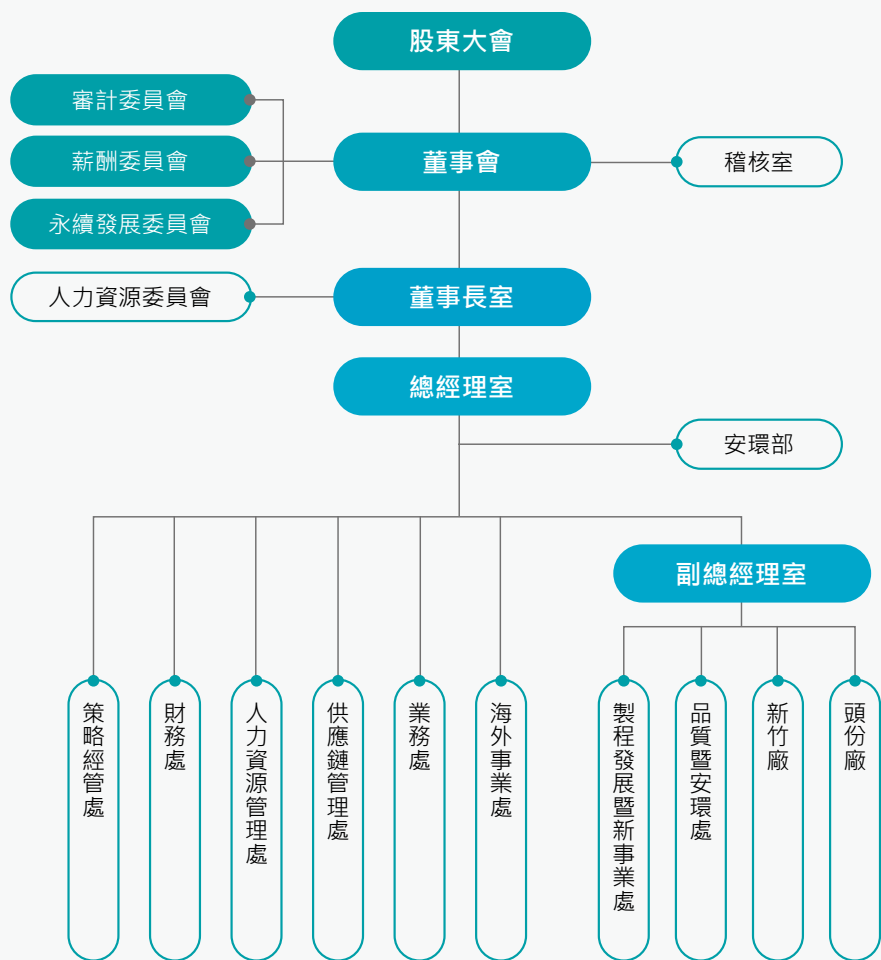 股東大會
審計委員會
薪酬委員會
董事會
稽核室
永續發展委員會
人力資源委員會
董事長室
總經理室
安環部
副總經理室
策略經管處
財務處
人力資源管理處
供應鏈管理處
業務處
海外事業處
製程發展暨新事業處
品質暨安環處
新竹廠
頭份廠